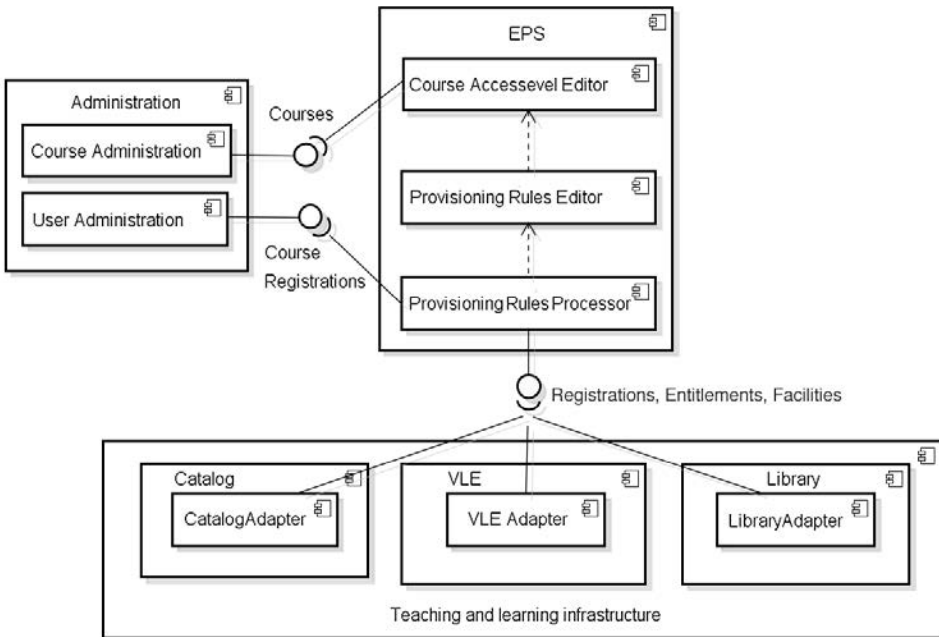 EPS
Course Accessevel Editor
Administration
Courses
Course Administration
Provisioning Rules Editor
User Administration
Course
Registrations
Provisioning Rules Processor
Registrations, Entitlements, Facilities
Catalog
VLE
Library
CatalogAdapter
VLE Adapter
LibraryAdapter
Teaching and learning infrastructure